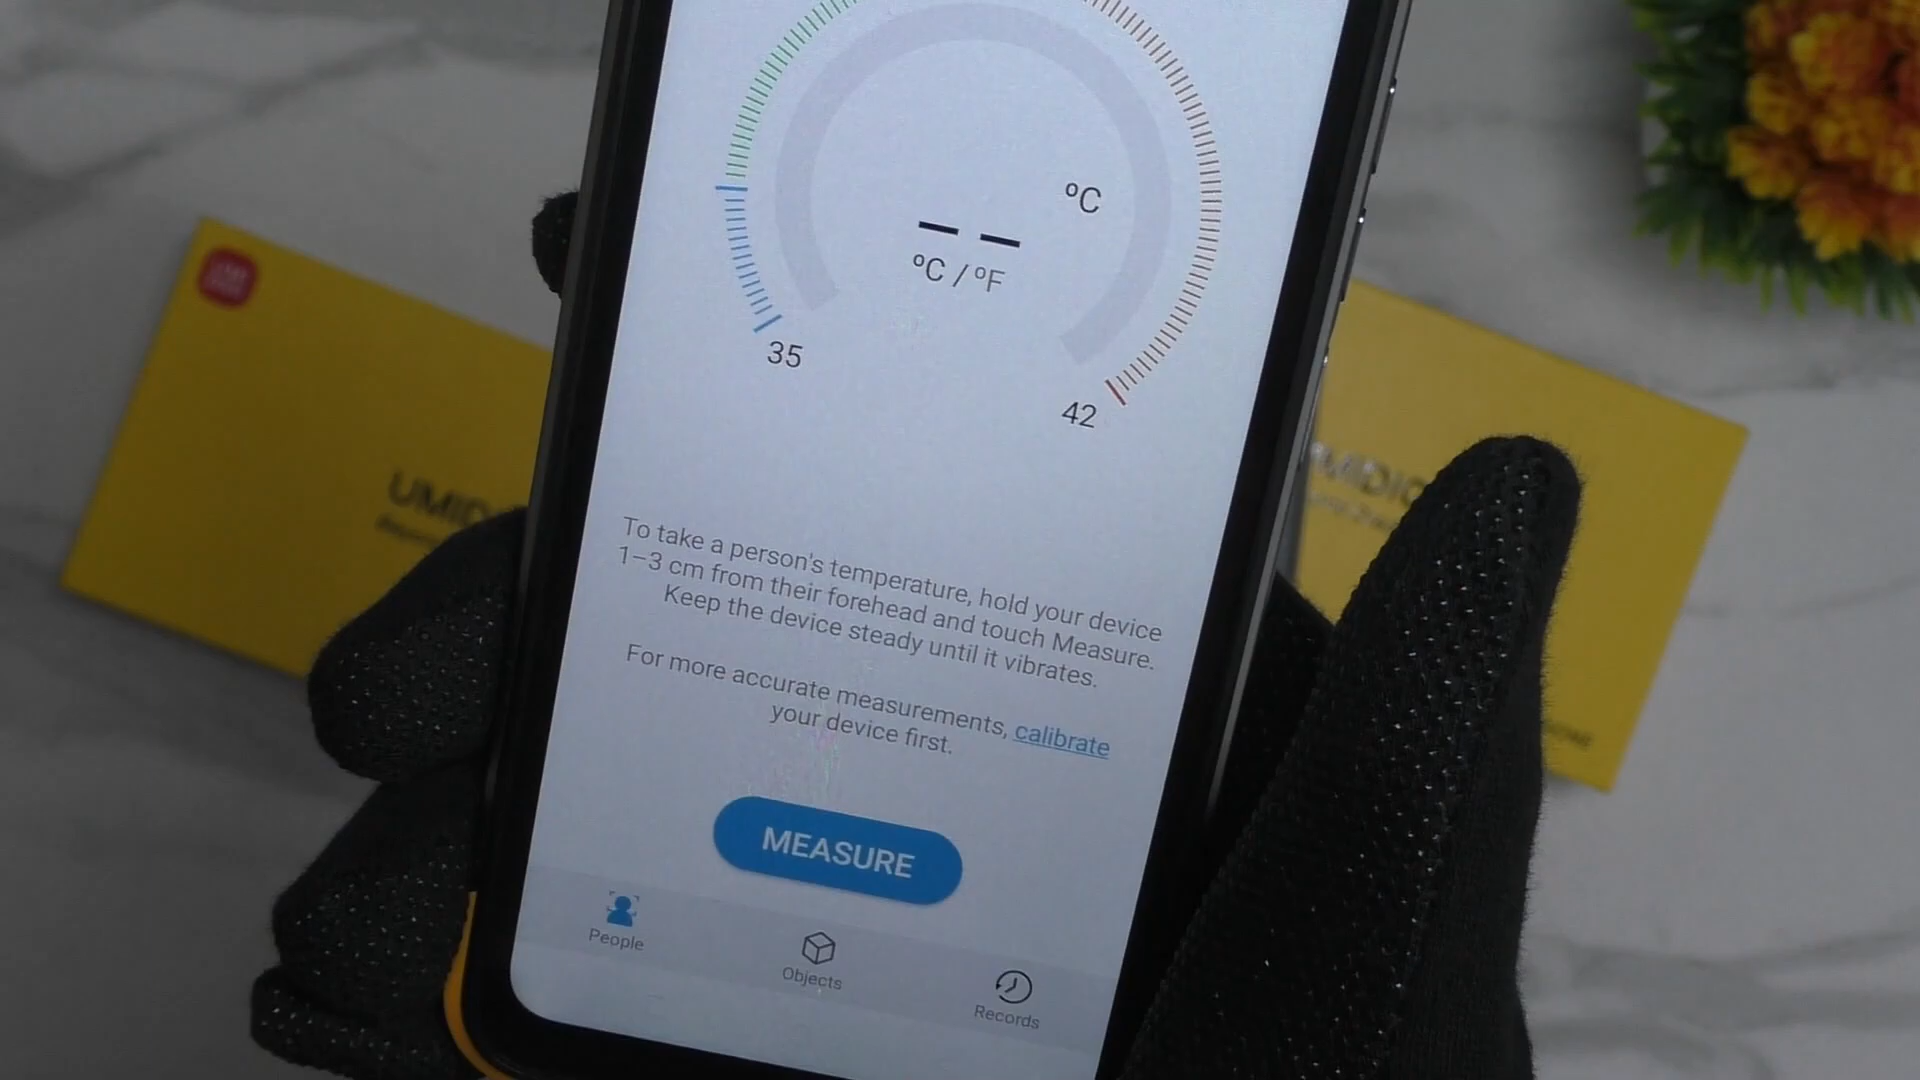 °C
– –
°C / °F
35
42
To take a person's temperature, hold your device
1–3 cm from their forehead and touch Measure.
Keep the device steady until it vibrates.
For more accurate measurements, calibrate
your device first.
MEASURE
People
Objects
Records
UMID
UMIDIG